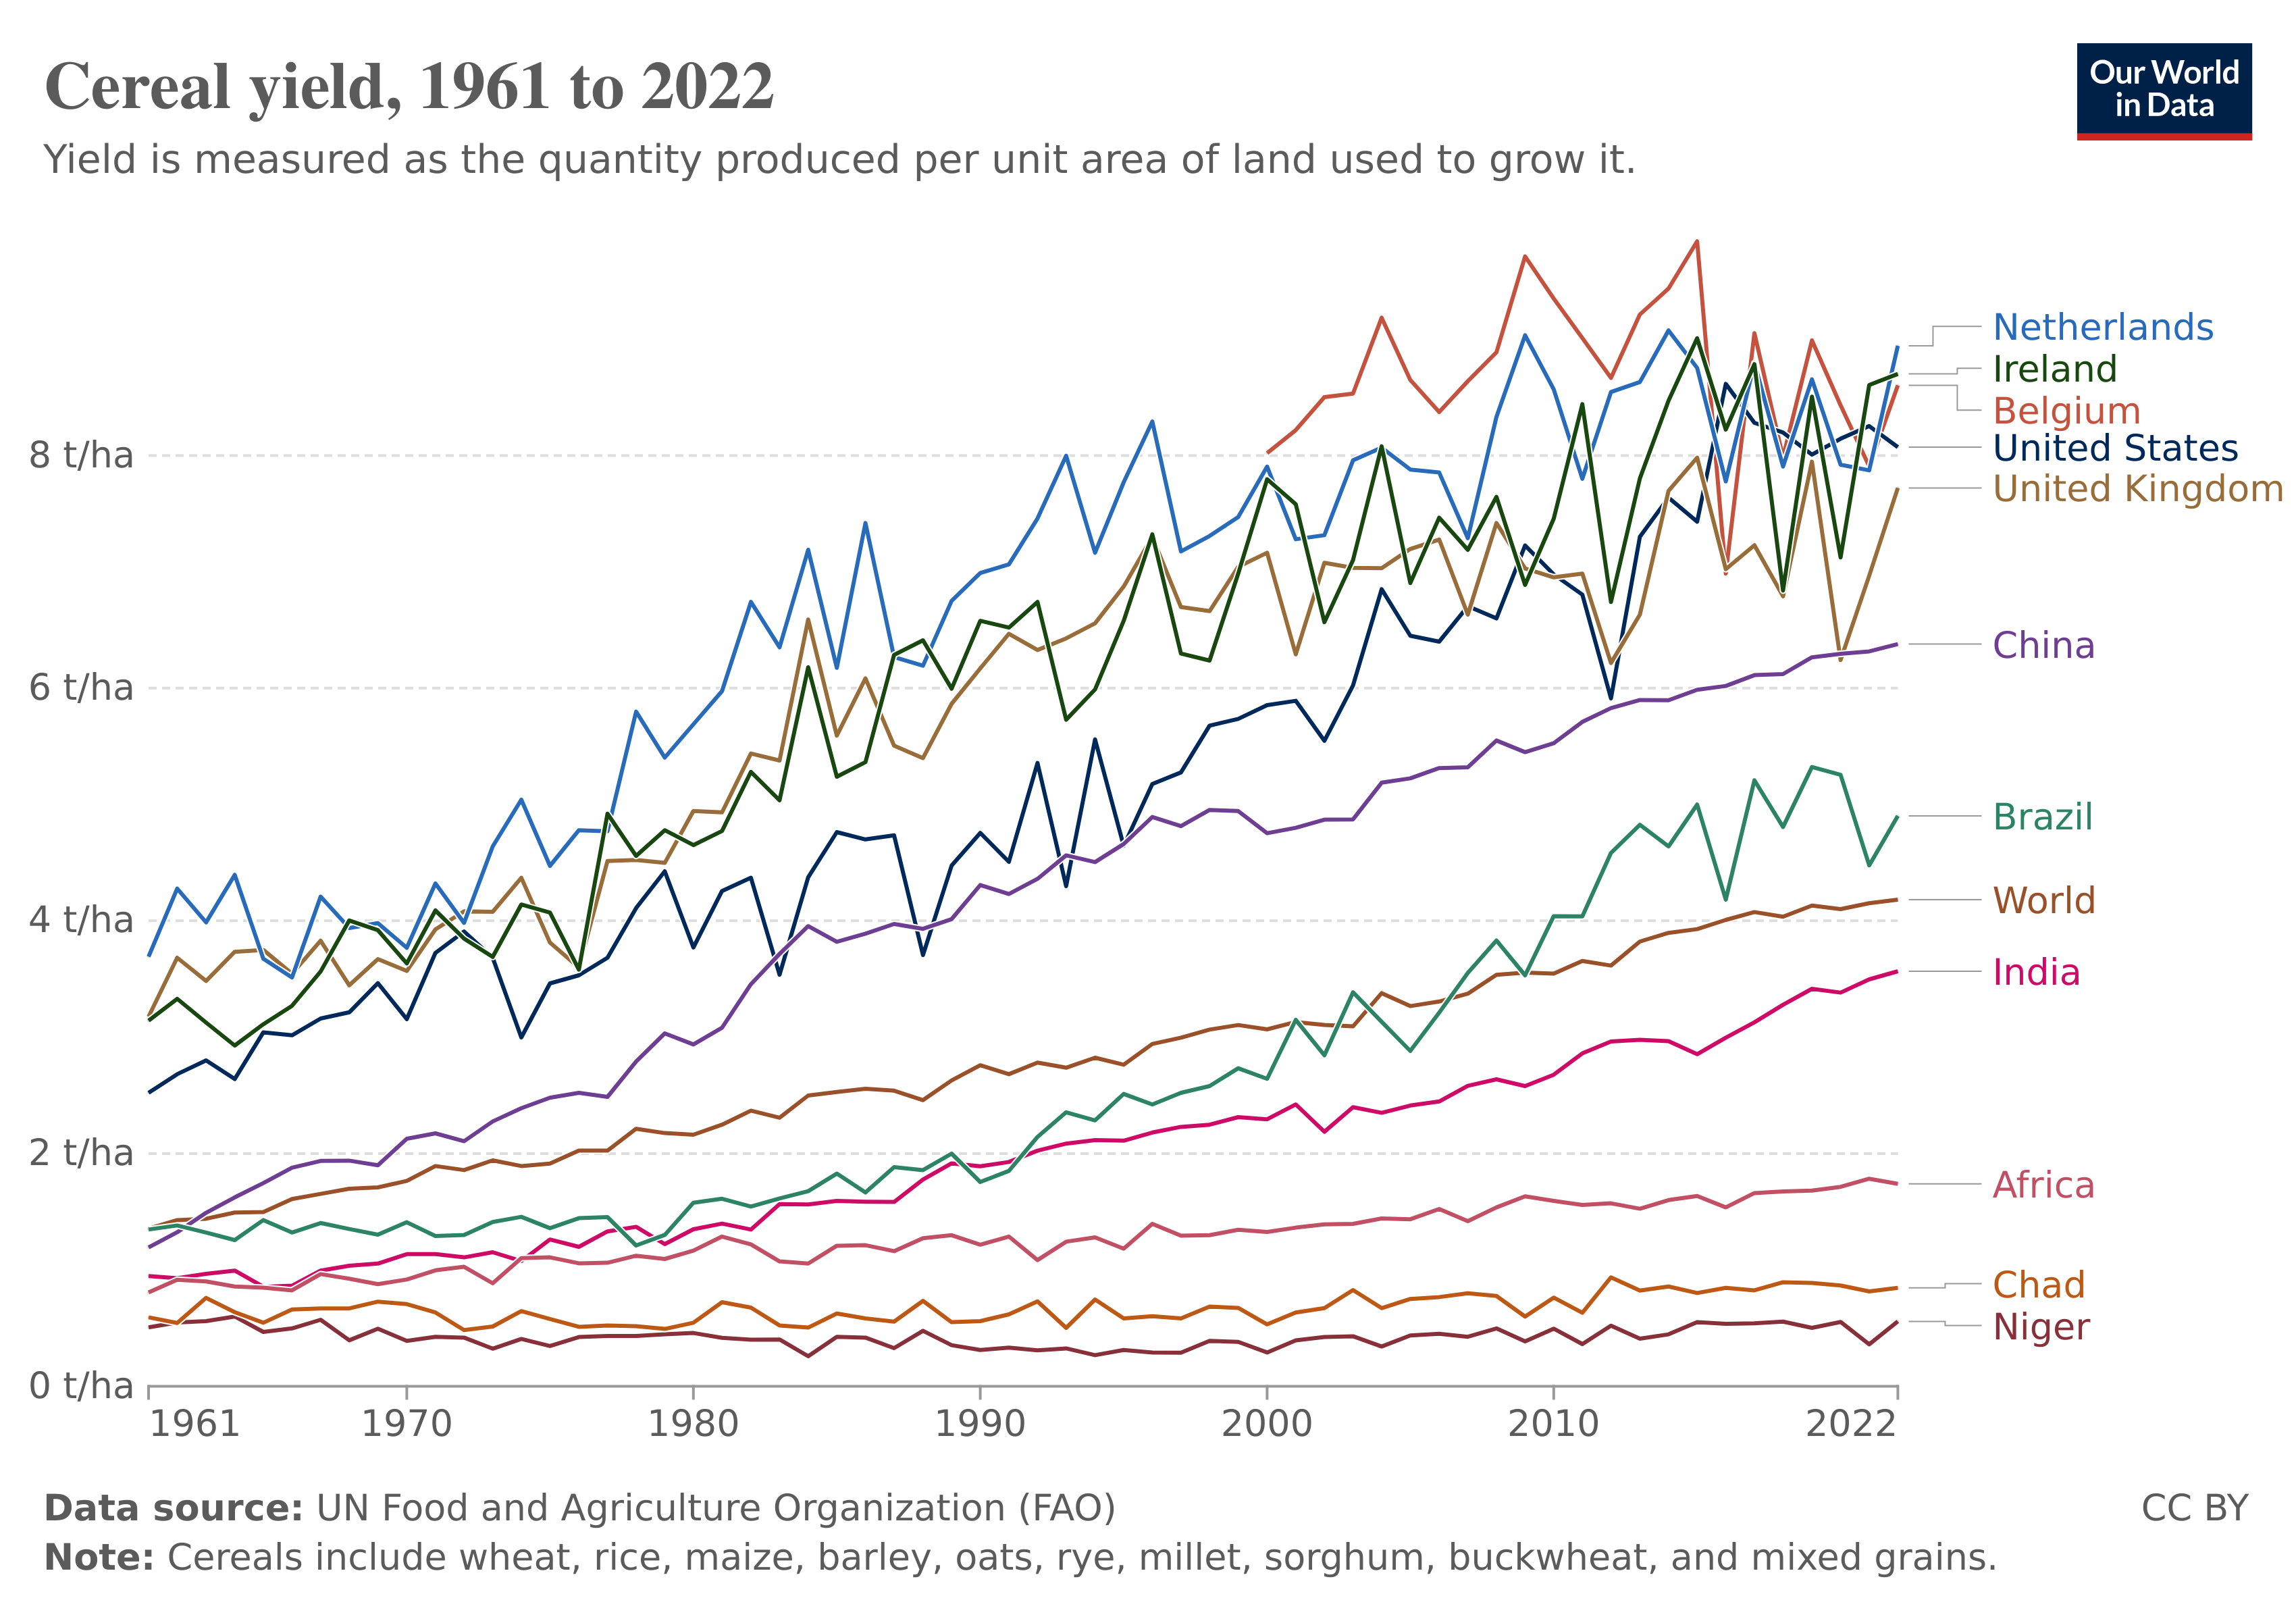 Cereal yield, 1961 to 2022
Our World
in Data
Yield is measured as the quantity produced per unit area of land used to grow it.
Netherlands
Ireland
Belgium
8 t/ha
United States
United Kingdom
China
6 t/ha
Brazil
World
4 t/ha
India
2 t/ha
Africa
Chad
Niger
0 t/ha
1961 1970 1980 1990 2000 2010 2022
Data source: UN Food and Agriculture Organization (FAO)
CC BY
Note: Cereals include wheat, rice, maize, barley, oats, rye, millet, sorghum, buckwheat, and mixed grains.